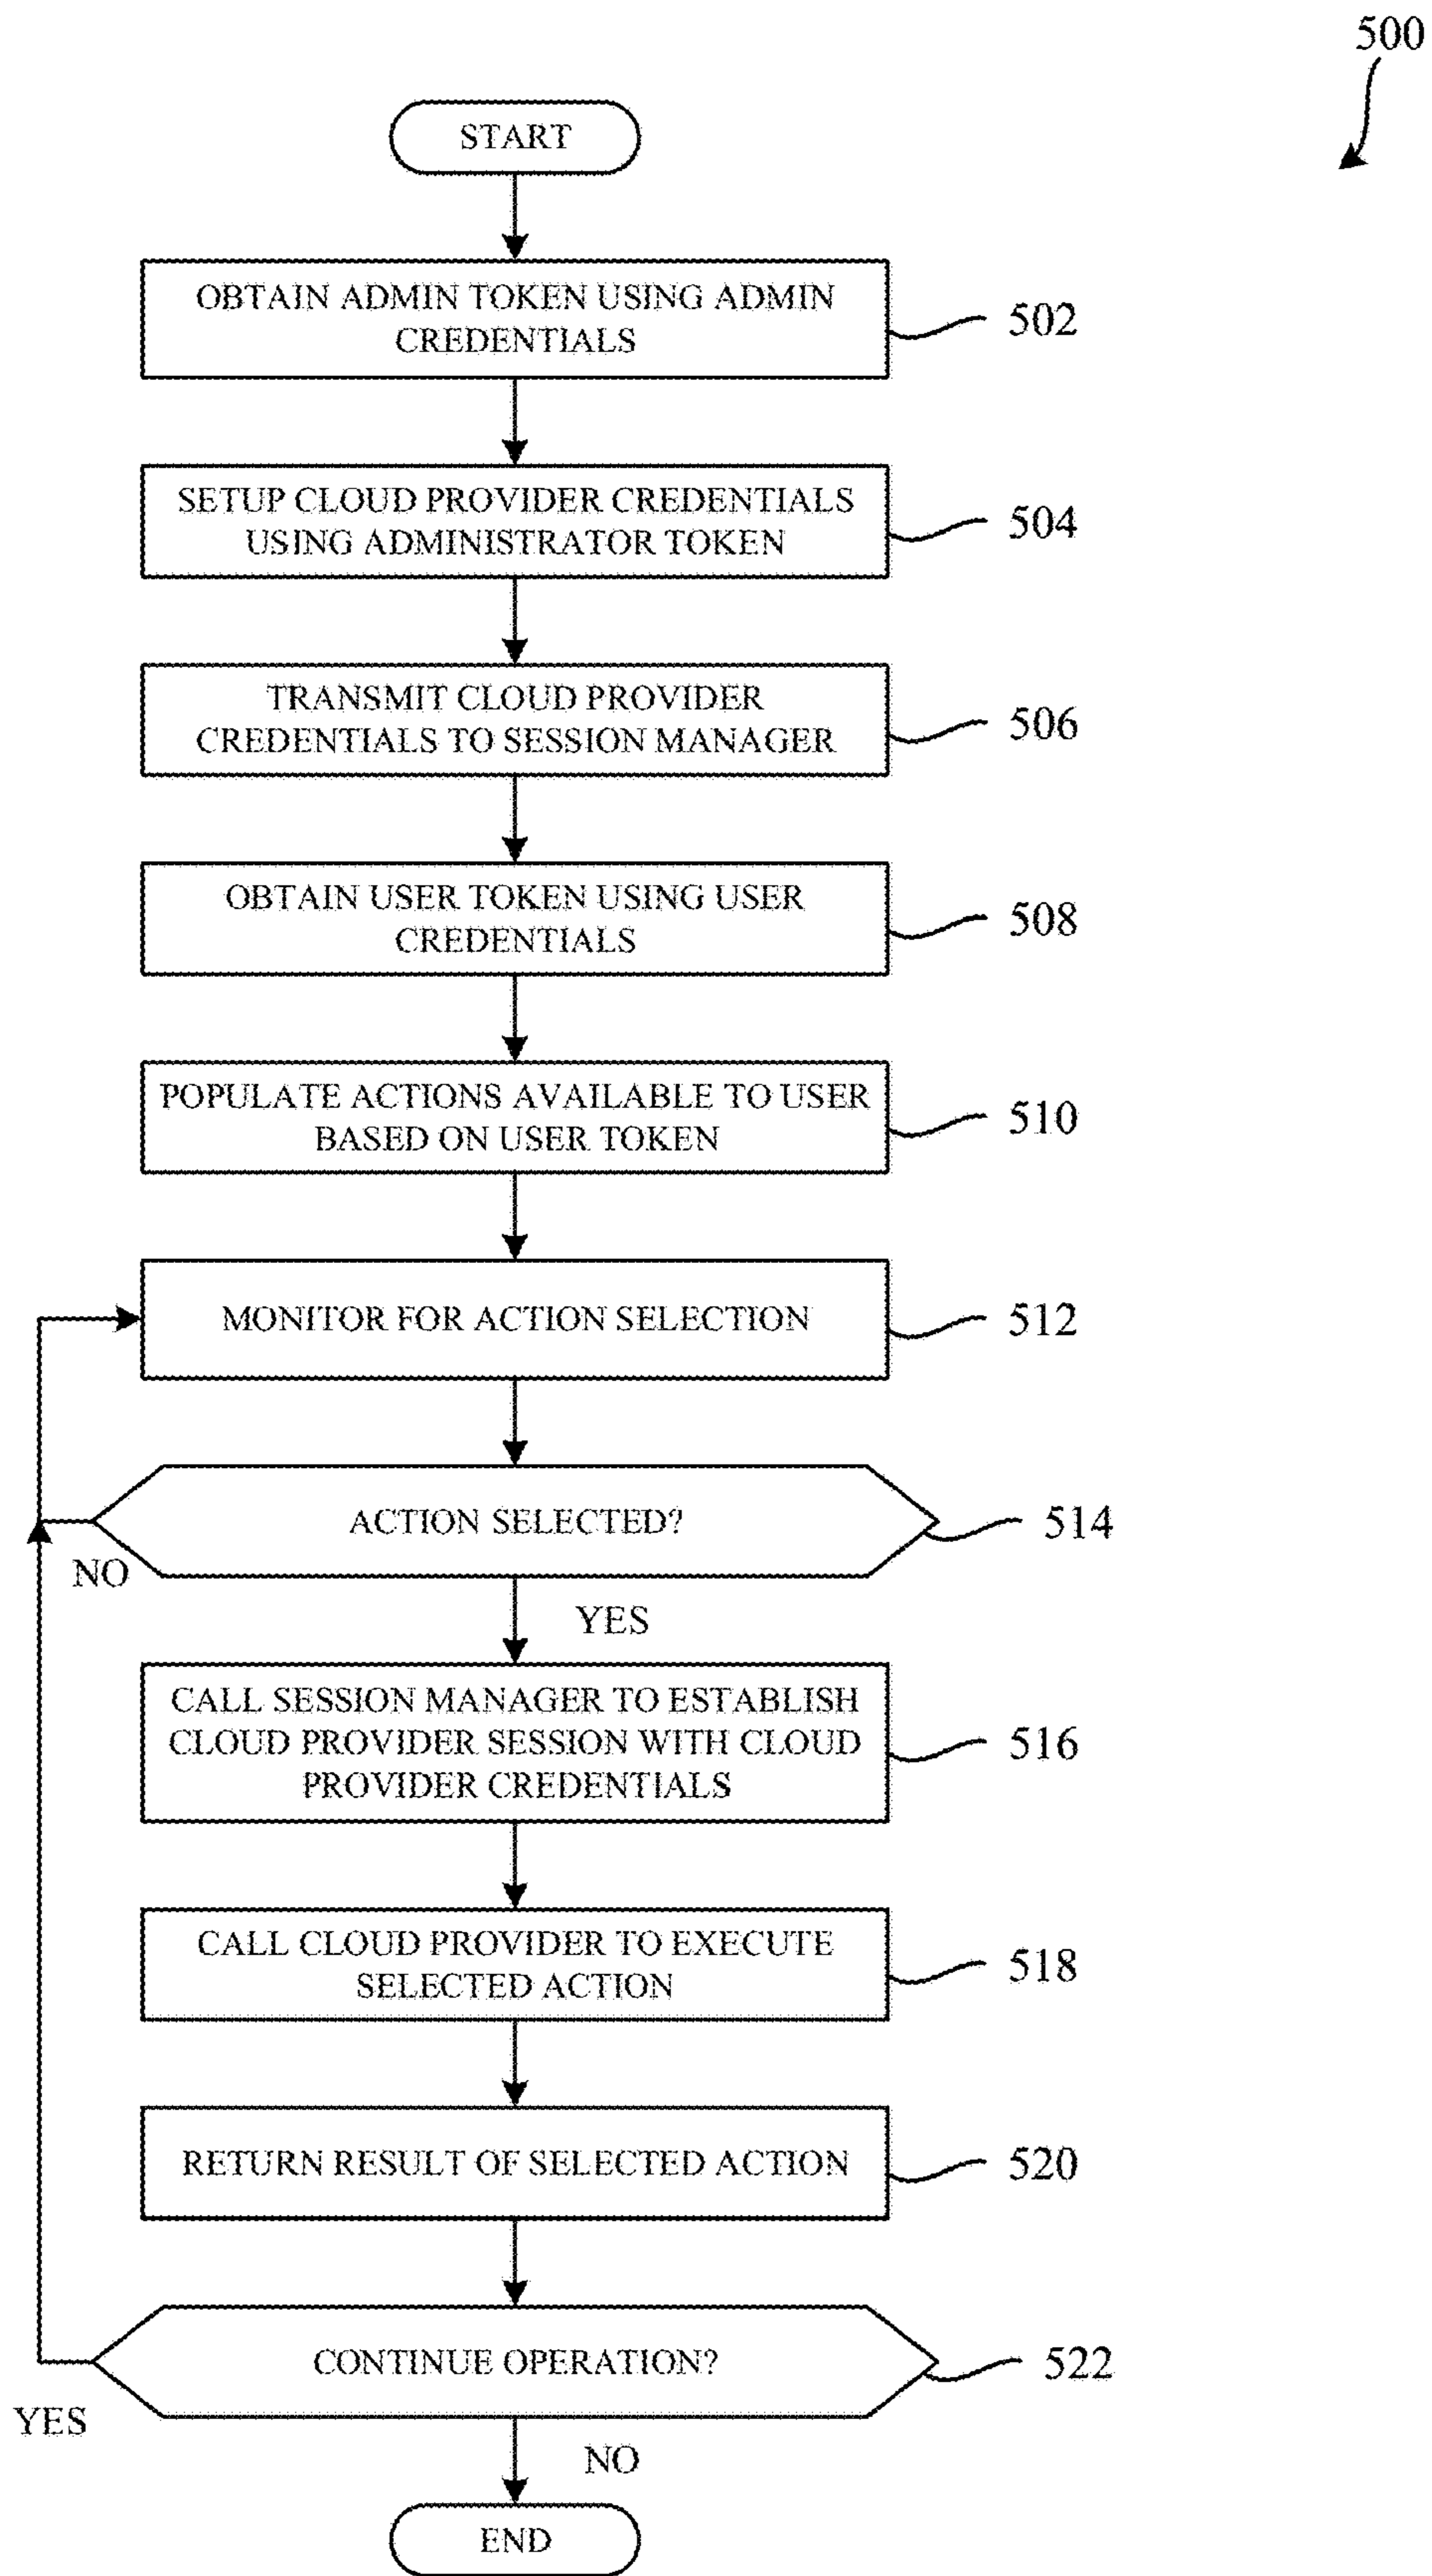 500
START
OBTAIN ADMIN TOKEN USING ADMIN
CREDENTIALS
502
SETUP CLOUD PROVIDER CREDENTIALS
USING ADMINISTRATOR TOKEN
504
TRANSMIT CLOUD PROVIDER
CREDENTIALS TO SESSION MANAGER
506
OBTAIN USER TOKEN USING USER
CREDENTIALS
508
POPULATE ACTIONS AVAILABLE TO USER
BASED ON USER TOKEN
510
MONITOR FOR ACTION SELECTION
512
ACTION SELECTED?
514
NO
YES
CALL SESSION MANAGER TO ESTABLISH
CLOUD PROVIDER SESSION WITH CLOUD
PROVIDER CREDENTIALS
516
CALL CLOUD PROVIDER TO EXECUTE
SELECTED ACTION
518
RETURN RESULT OF SELECTED ACTION
520
CONTINUE OPERATION?
522
YES
NO
END